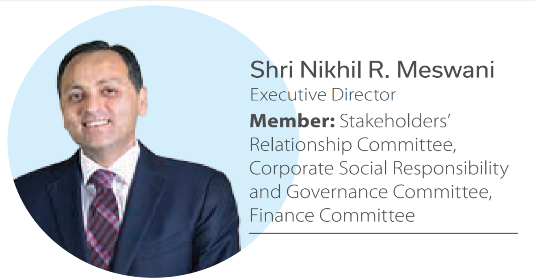 Shri Nikhil R. Meswani
Executive Director
Member: Stakeholders’
Relationship Committee,
Corporate Social Responsibility
and Governance Committee,
Finance Committee